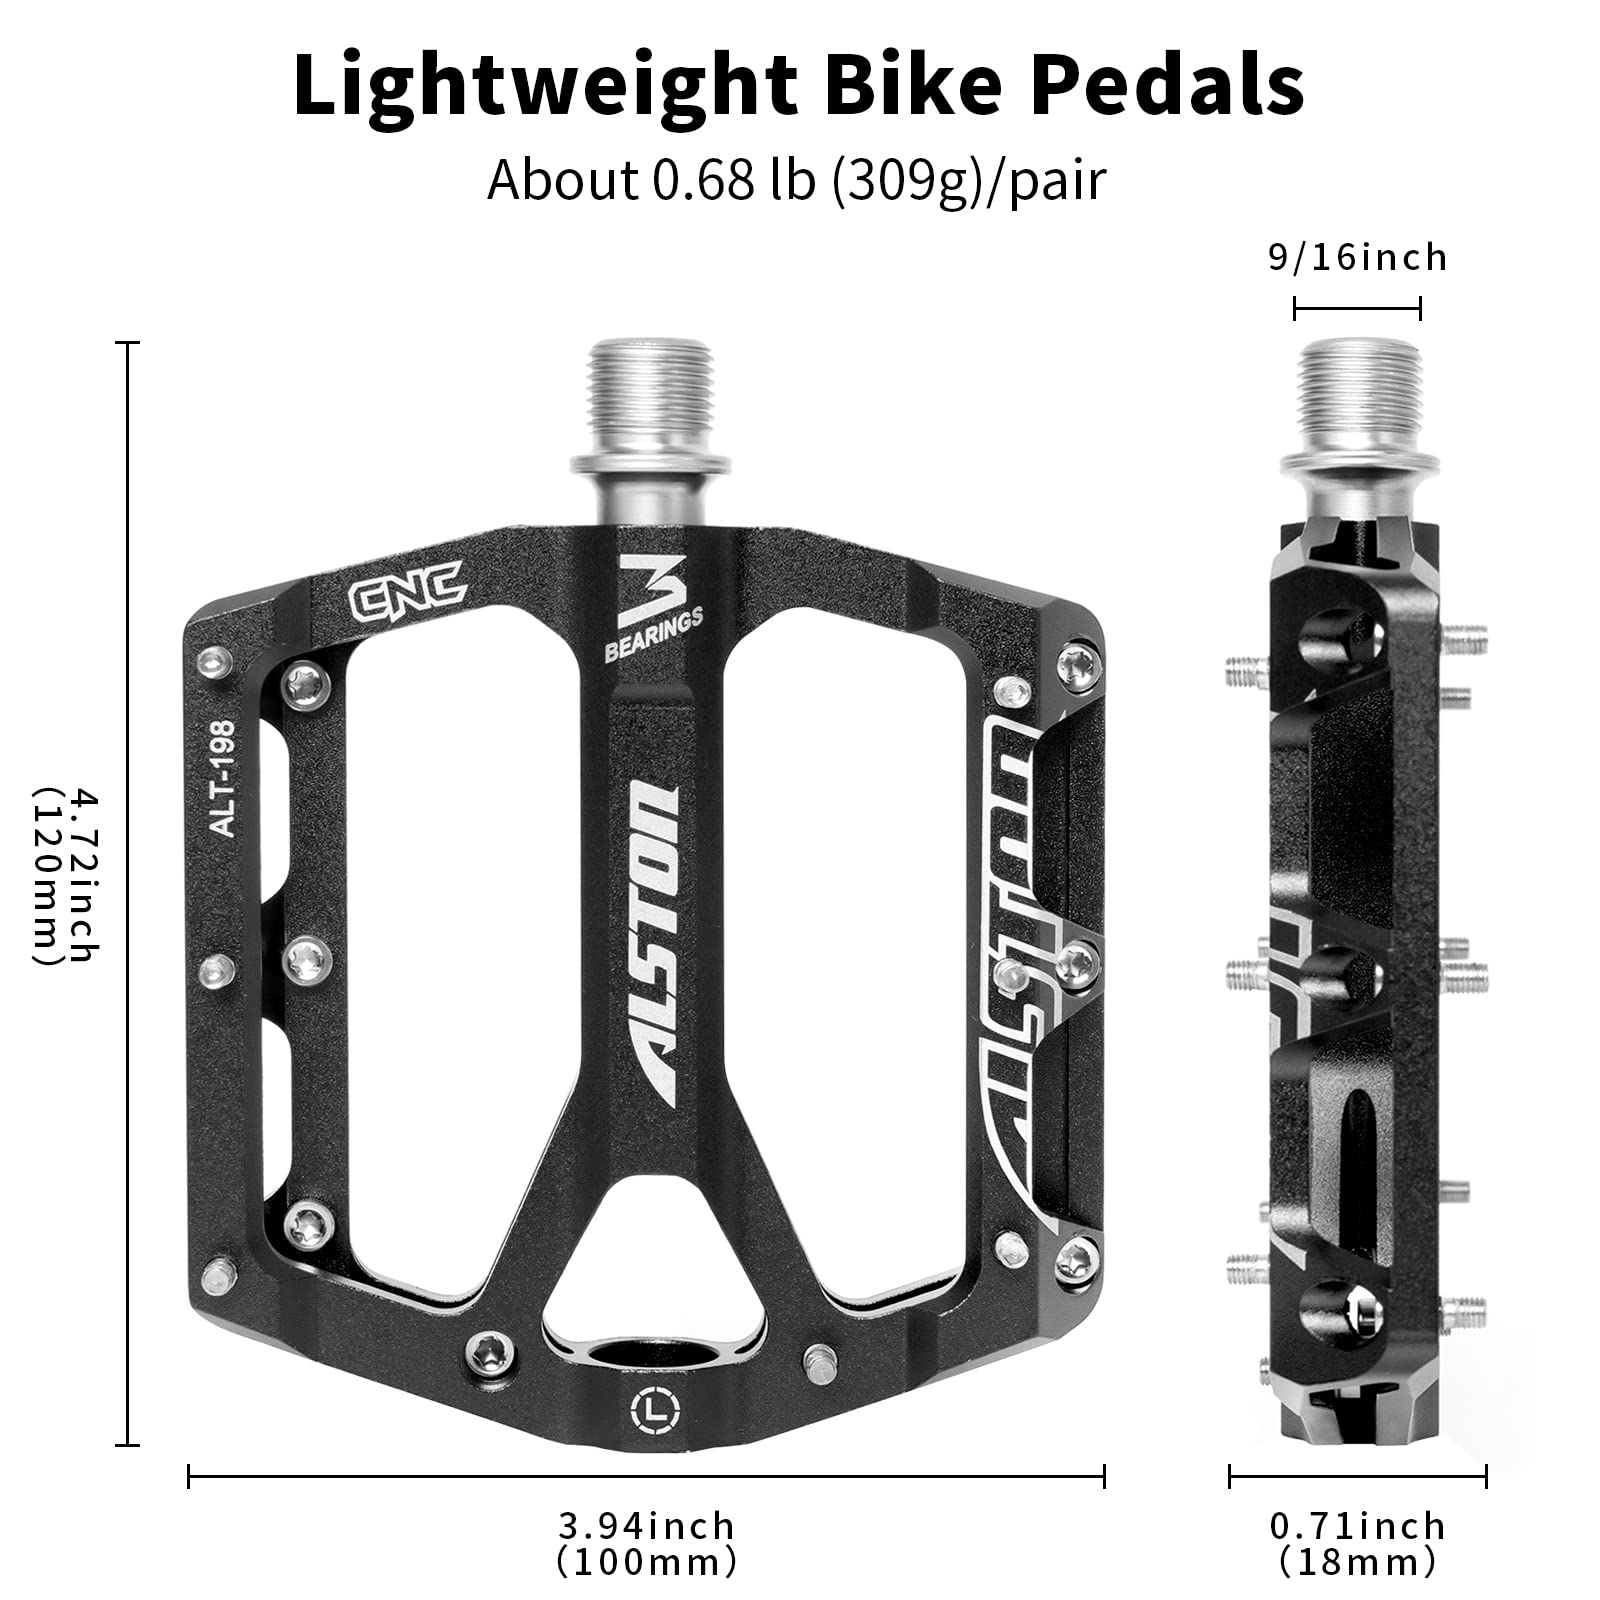 Lightweight Bike Pedals
About 0.68 lb (309g)/pair
9/16inch
CNC
3
BEARINGS
ALT-198
ALSTON
ALSTON
4.72inch
(120mm)
L
3.94inch
(100mm)
0.71inch
(18mm)